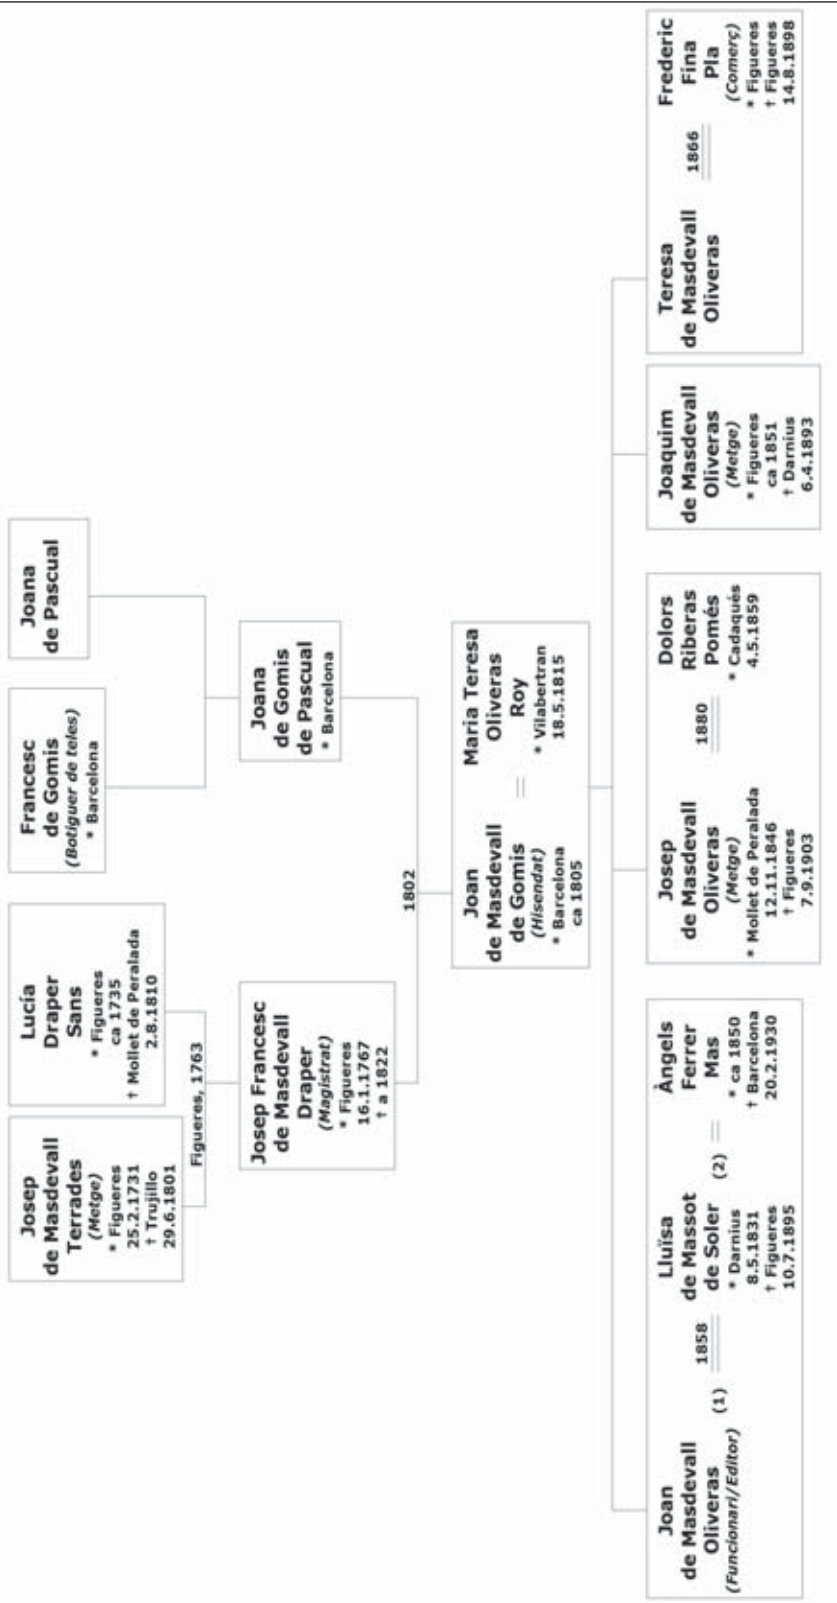 Josep
de Masdevall
Terrades
(Metge)
* Figueres
25.2.1731
† Trujillo
29.6.1801
Lucía
Draper
Sans
* Figueres
ca 1735
† Mollet de Peralada
2.8.1810
Francesc
de Gomis
(Botiguer de teles)
* Barcelona
Joana
de Pascual
Figueres, 1763
Josep Francesc
de Masdevall
Draper
(Magistrat)
* Figueres
16.1.1767
† a 1822
Joana
de Gomis
de Pascual
* Barcelona
1802
Joan
de Masdevall
de Gomis
(Hisendat)
* Barcelona
ca 1805
Maria Teresa
Oliveras
Roy
* Vilabertran
18.5.1815
Joan
de Masdevall
Oliveras
(Funcionari/Editor)
(1)
1858
Lluïsa
de Massot
de Soler
* Darnius
8.5.1831
† Figueres
10.7.1895
(2)
Àngels
Ferrer
Mas
* ca 1850
† Barcelona
20.2.1930
Josep
de Masdevall
Oliveras
(Metge)
* Mollet de Peralada
12.11.1846
† Figueres
7.9.1903
1880
Dolors
Riberas
Pomés
* Cadaqués
4.5.1859
Joaquim
de Masdevall
Oliveras
(Metge)
* Figueres
ca 1851
† Darnius
6.4.1893
Teresa
de Masdevall
Oliveras
1866
Frederic
Fina
Pla
(Comerç)
* Figueres
† Figueres
14.8.1898